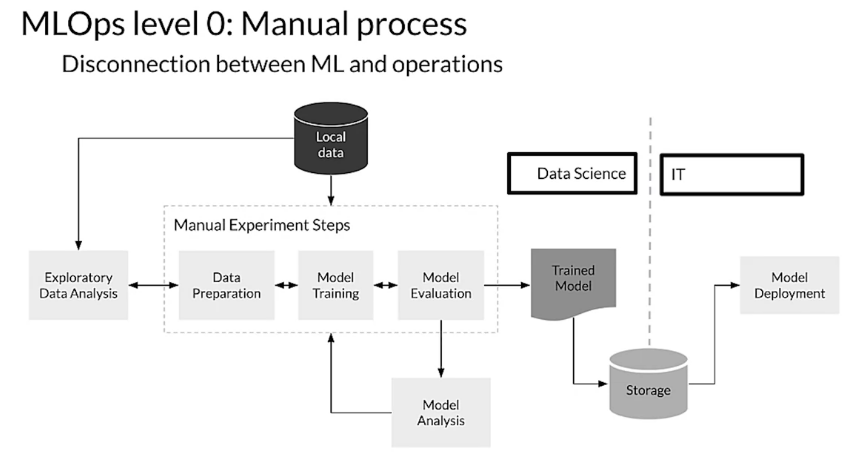 MLOps level 0: Manual process
Disconnection between ML and operations
Local
data
Data Science
IT
Manual Experiment Steps
Exploratory
Data Analysis
Data
Preparation
Model
Training
Model
Evaluation
Trained
Model
Model
Deployment
Storage
Model
Analysis